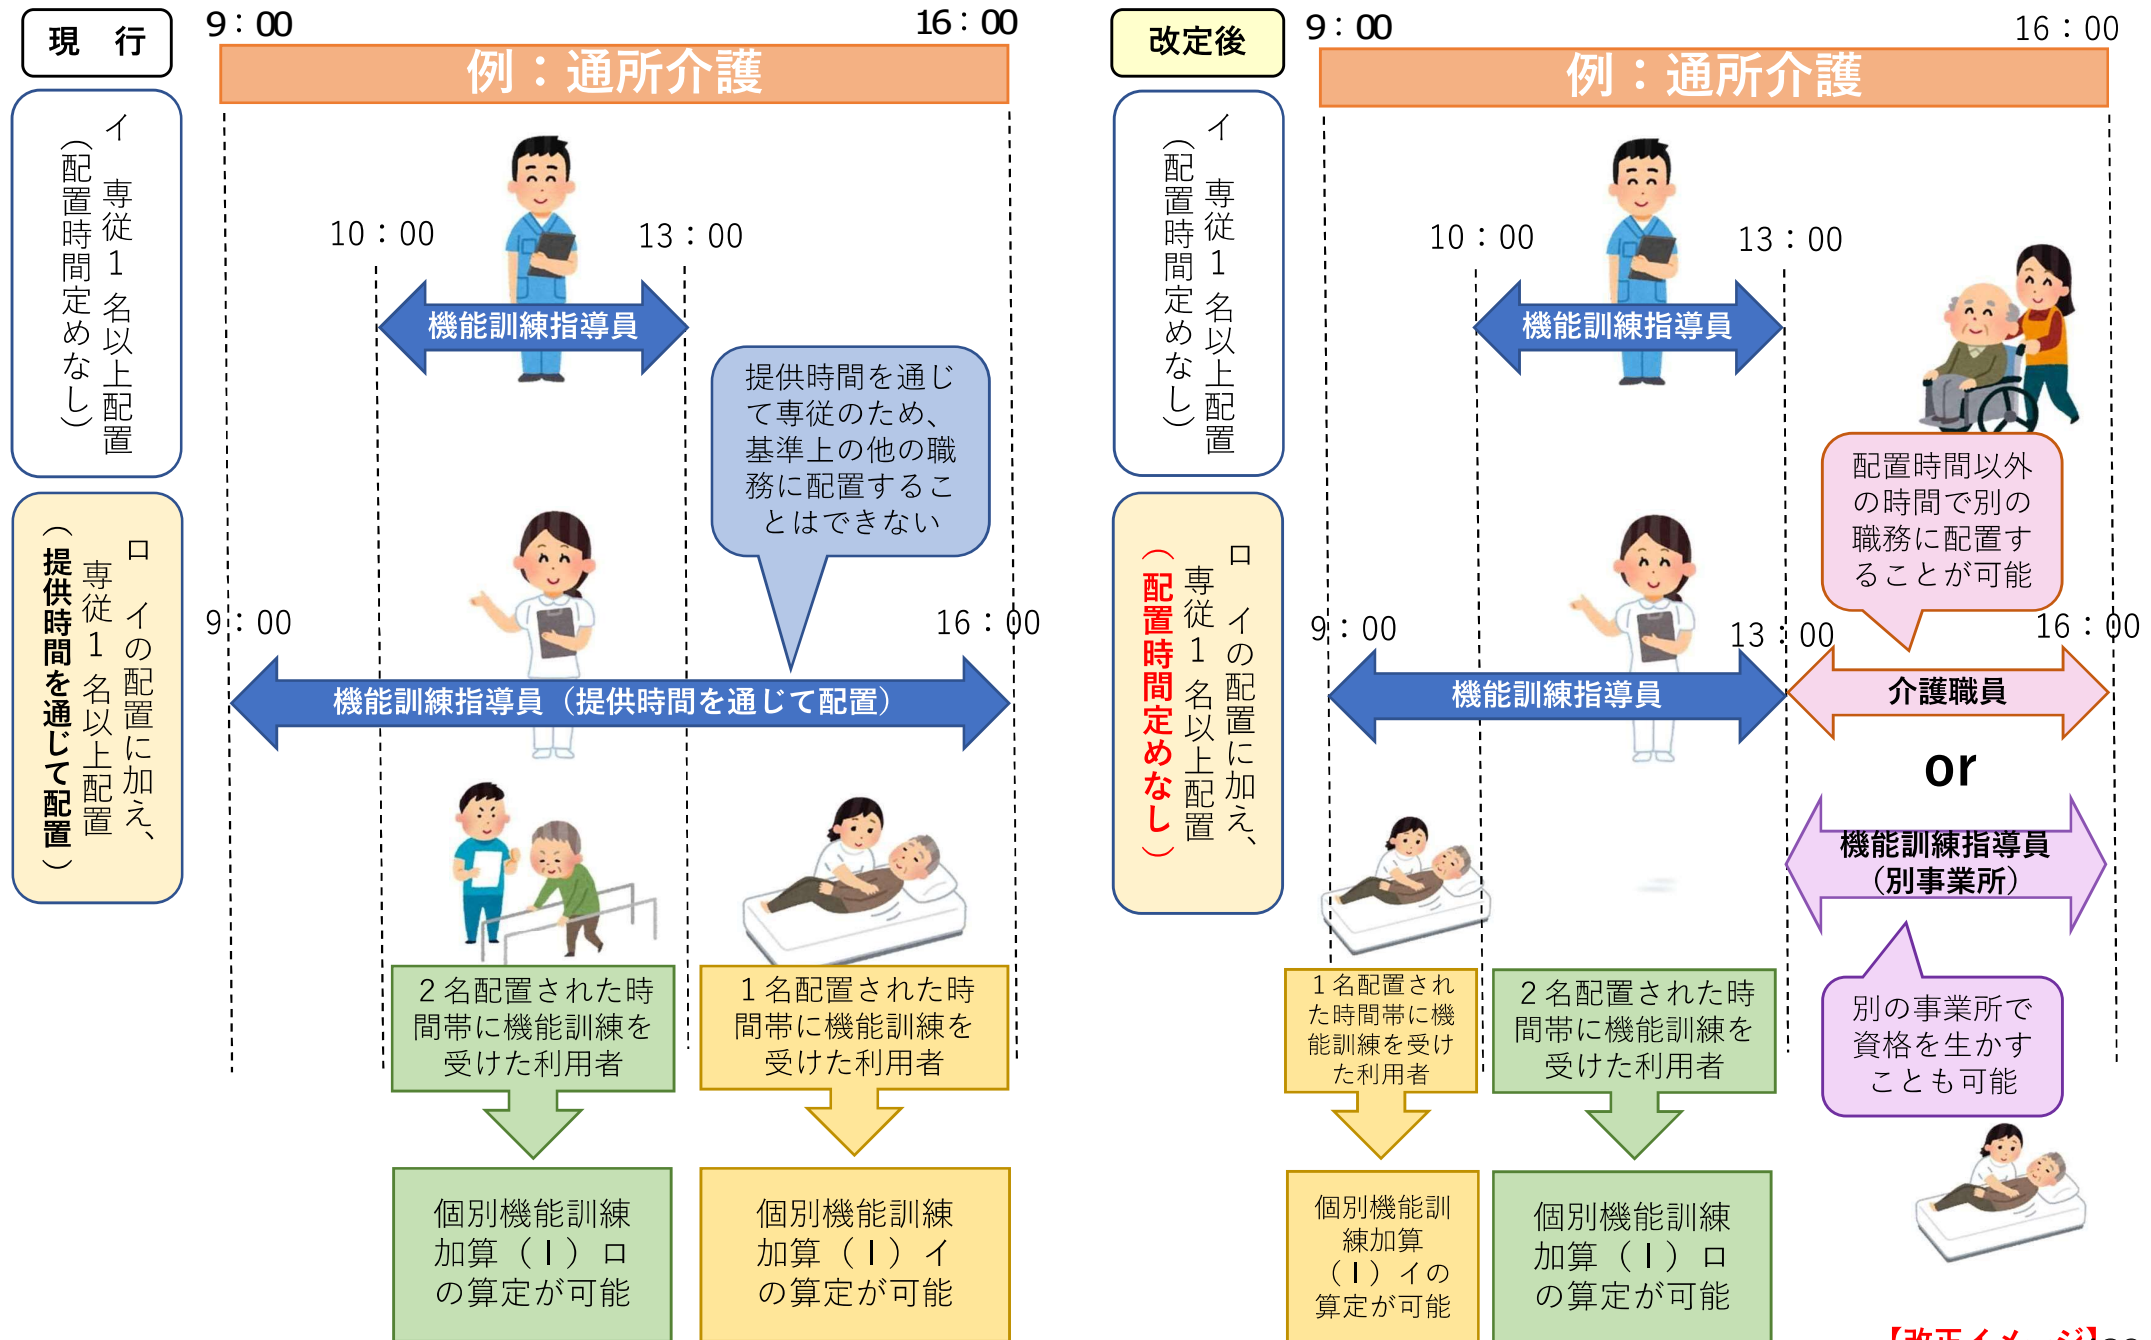 現　行
9：00
16：00
例：通所介護
イ　専従１名以上配置
（配置時間定めなし）
10：00
13：00
機能訓練指導員
提供時間を通じ
て専従のため、
基準上の他の職
務に配置するこ
とはできない
ロ　イの配置に加え、
専従１名以上配置
（提供時間を通じて配置）
9：00
16：00
機能訓練指導員（提供時間を通じて配置）
２名配置された時
間帯に機能訓練を
受けた利用者
１名配置された時
間帯に機能訓練を
受けた利用者
個別機能訓練
加算（Ⅰ）ロ
の算定が可能
個別機能訓練
加算（Ⅰ）イ
の算定が可能
改定後
9：00
16：00
例：通所介護
イ　専従１名以上配置
（配置時間定めなし）
10：00
13：00
機能訓練指導員
配置時間以外
の時間で別の
職務に配置す
ることが可能
ロ　イの配置に加え、
専従１名以上配置
（配置時間定めなし）
9：00
13：00
16：00
機能訓練指導員
介護職員
or
機能訓練指導員
（別事業所）
別の事業所で
資格を生かす
ことも可能
１名配置され
た時間帯に機
能訓練を受け
た利用者
２名配置された時
間帯に機能訓練を
受けた利用者
個別機能訓
練加算
（Ⅰ）イの
算定が可能
個別機能訓練
加算（Ⅰ）ロ
の算定が可能
【改正イメージ】